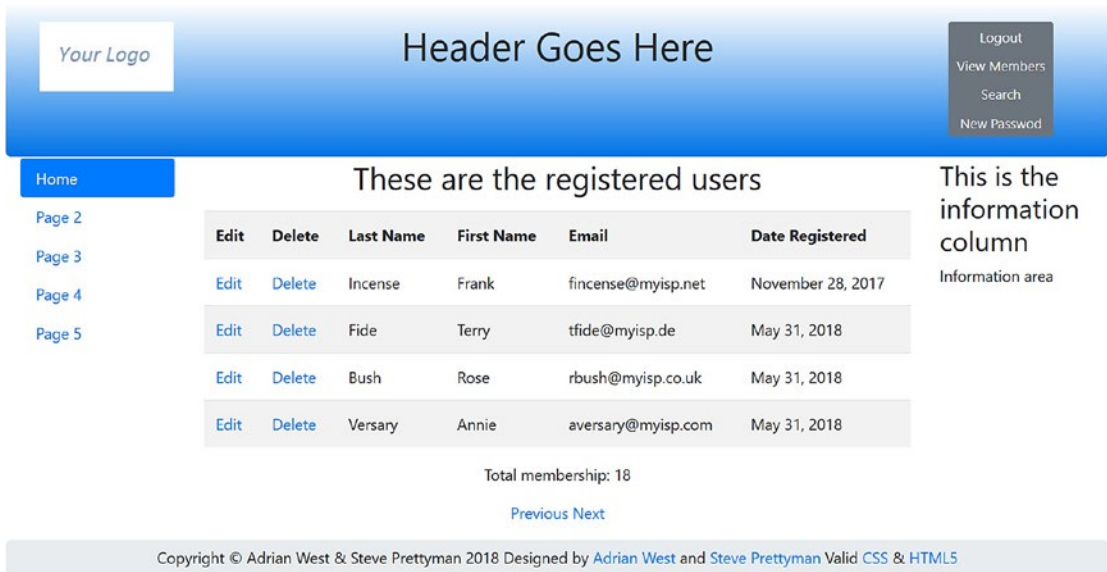 Your Logo
Header Goes Here
Logout
View Members
Search
New Passwod
Home
Page 2
Page 3
Page 4
Page 5
These are the registered users
Edit Delete Last Name First Name Email Date Registered
Edit Delete Incense Frank fincense@myisp.net November 28, 2017
Edit Delete Fide Terry tfide@myisp.de May 31, 2018
Edit Delete Bush Rose rbush@myisp.co.uk May 31, 2018
Edit Delete Versary Annie aversary@myisp.com May 31, 2018
Total membership: 18
Previous Next
This is the
information
column
Information area
Copyright © Adrian West & Steve Prettyman 2018 Designed by Adrian West and Steve Prettyman Valid CSS & HTML5